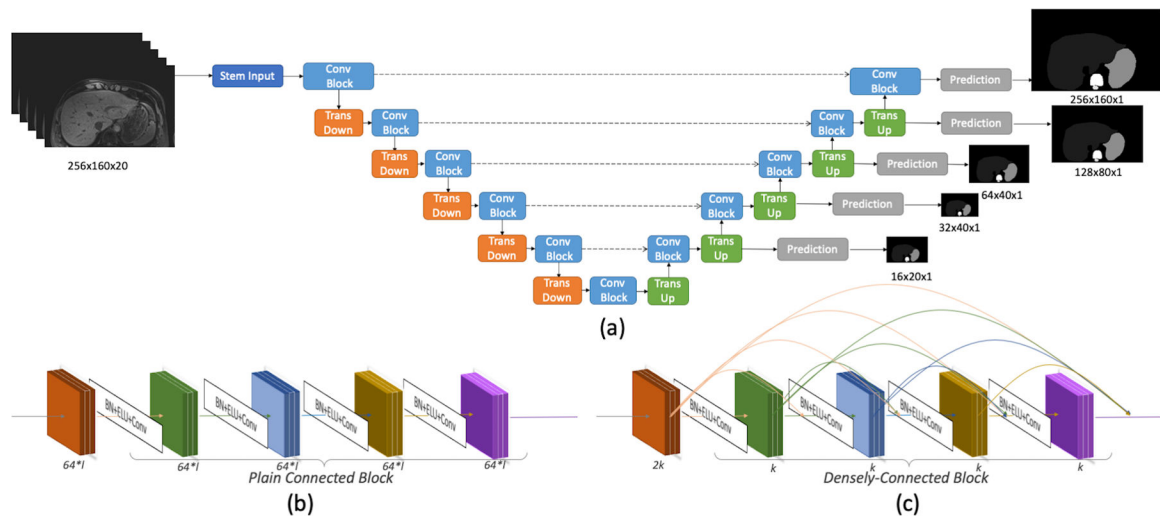 Stem Input
Conv
Block
Conv
Block
Prediction
256x160x1
Trans
Down
Conv
Block
Conv
Block
Trans
Up
Prediction
128x80x1
256x160x20
Trans
Down
Conv
Block
Conv
Block
Trans
Up
Prediction
64x40x1
Trans
Down
Conv
Block
Conv
Block
Trans
Up
Prediction
32x40x1
Trans
Down
Conv
Block
Conv
Block
Trans
Up
Prediction
16x20x1
Trans
Down
Conv
Block
Trans
Up
(a)
BN+ELU+Conv
BN+ELU+Conv
BN+ELU+Conv
BN+ELU+Conv
64*l
64*l
64*l
64*l
64*l
Plain Connected Block
(b)
BN+ELU+Conv
BN+ELU+Conv
BN+ELU+Conv
BN+ELU+Conv
2k
k
k
k
k
Densely-Connected Block
(c)